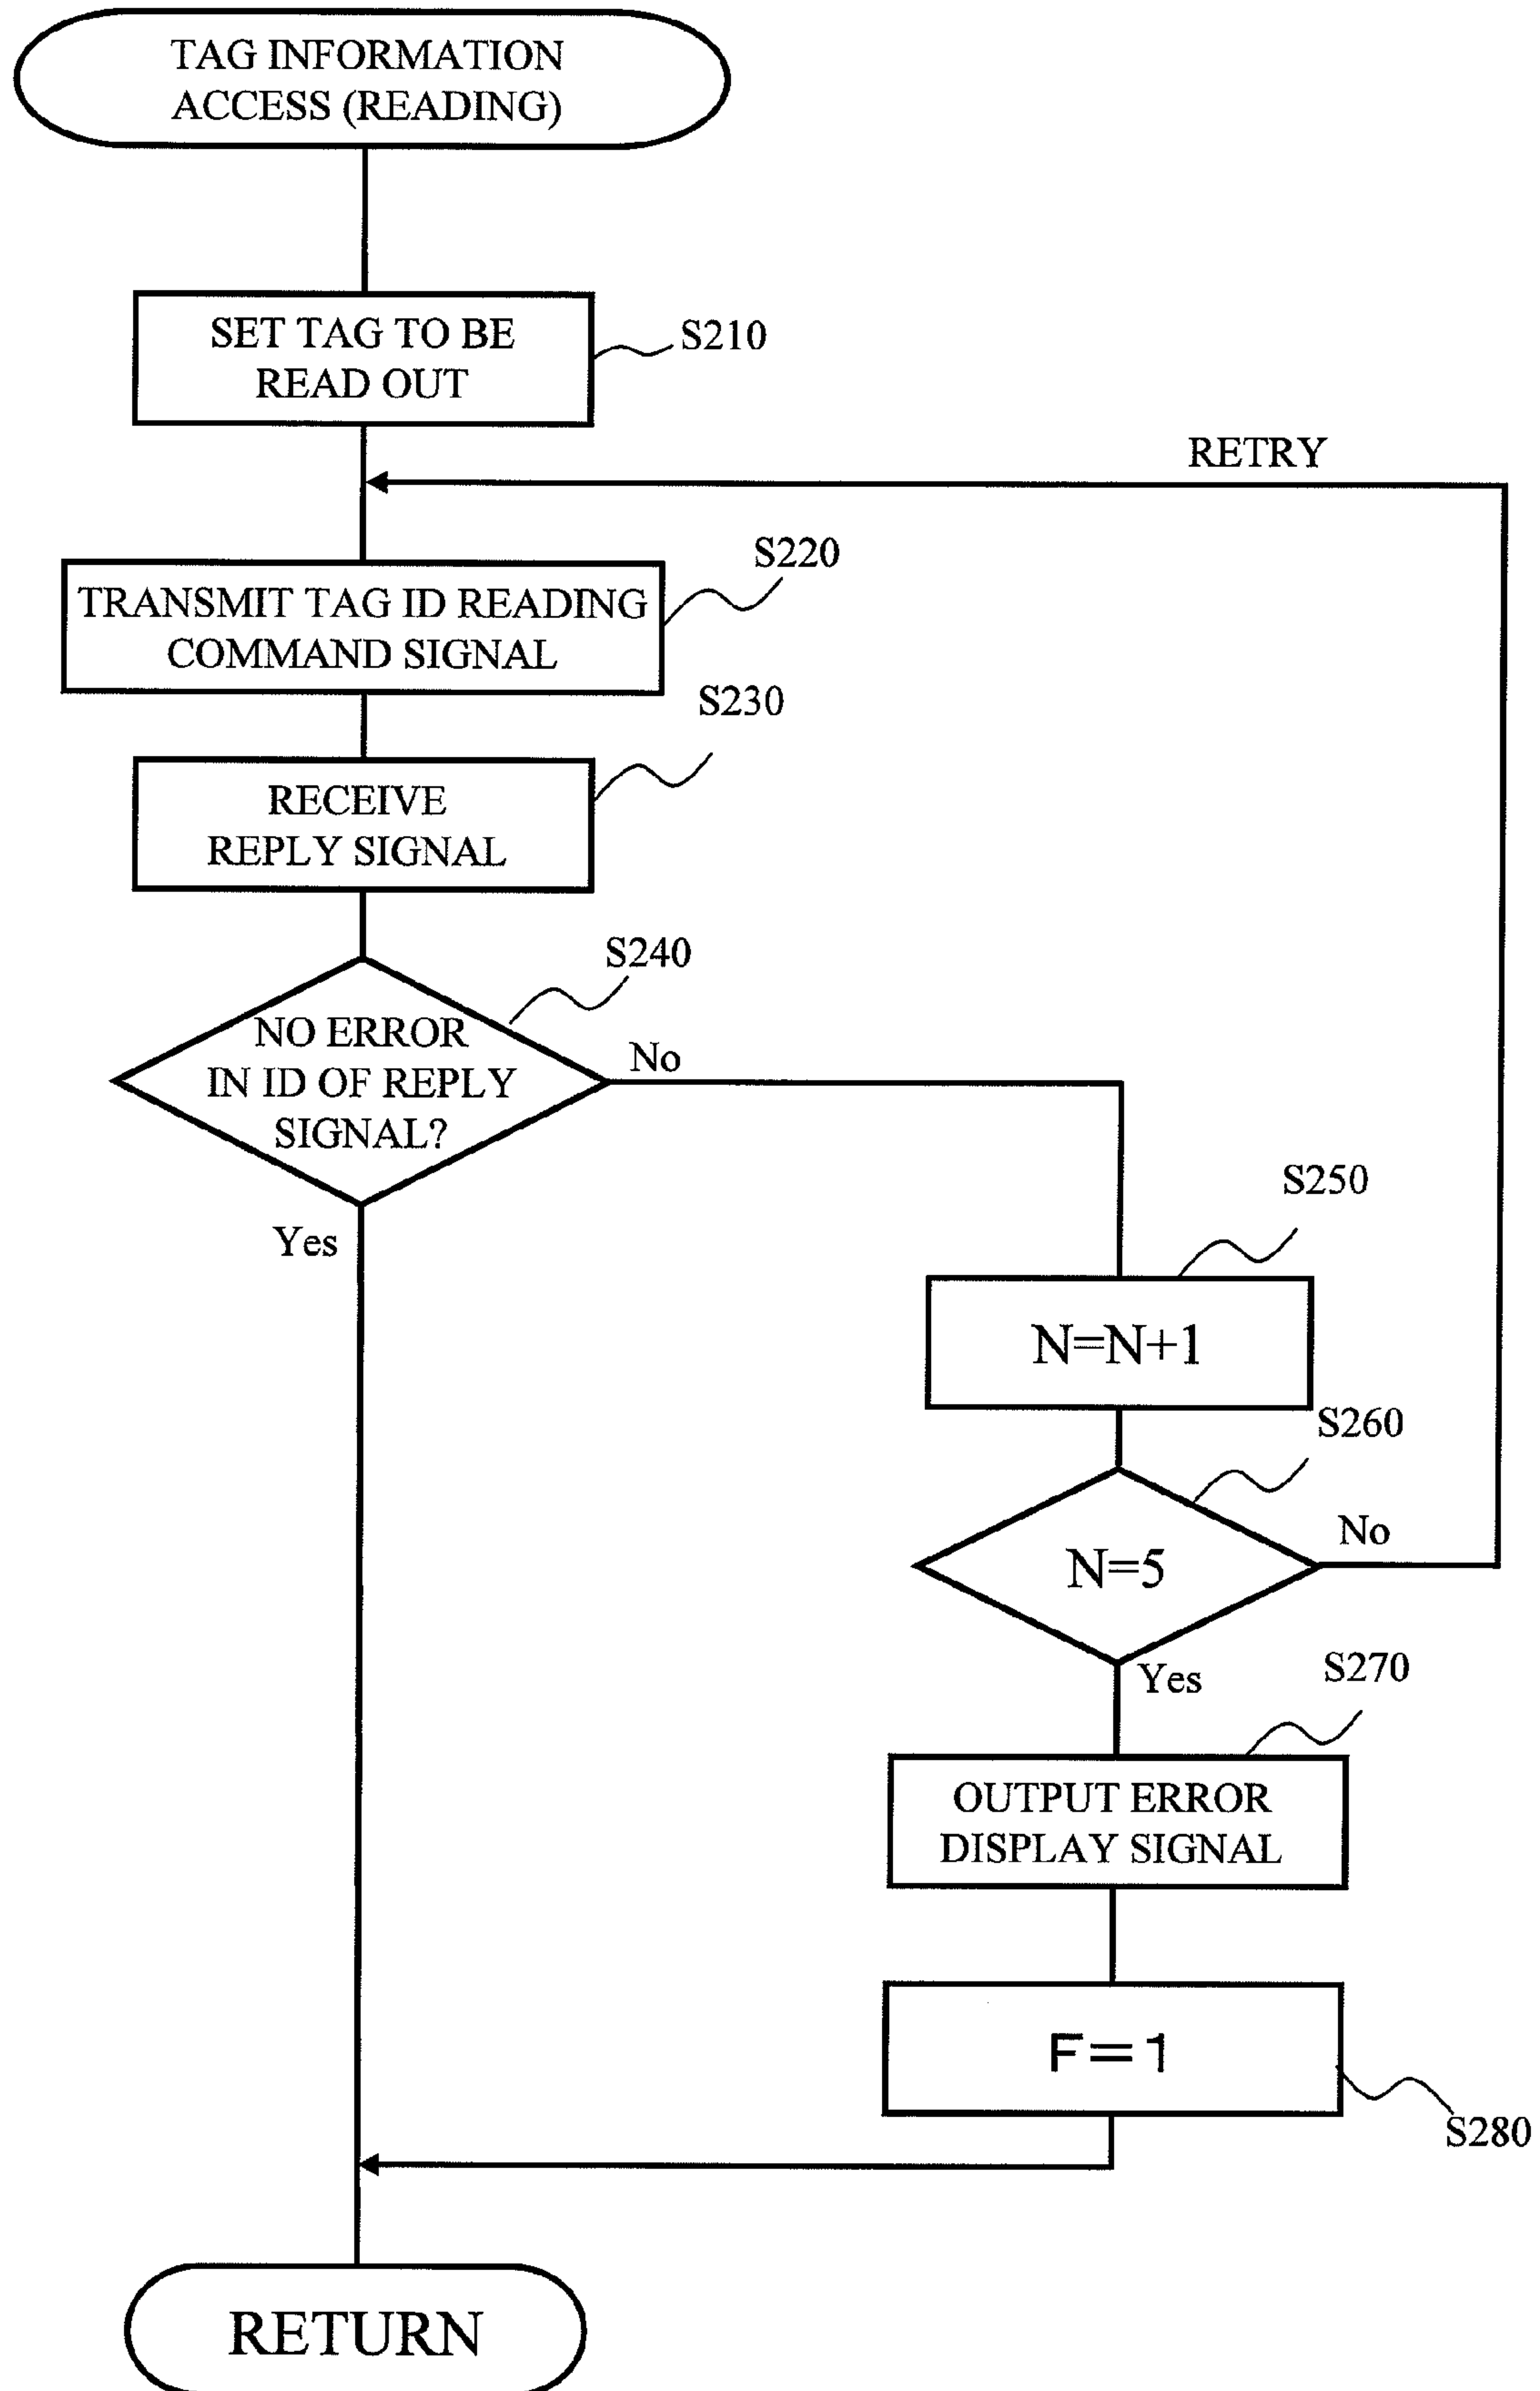 TAG INFORMATION
ACCESS (READING)
SET TAG TO BE
READ OUT
S210
RETRY
S220
TRANSMIT TAG ID READING
COMMAND SIGNAL
S230
RECEIVE
REPLY SIGNAL
S240
NO ERROR
IN ID OF REPLY
SIGNAL?
No
Yes
S250
N=N+1
S260
N=5
No
Yes
S270
OUTPUT ERROR
DISPLAY SIGNAL
F=1
S280
RETURN